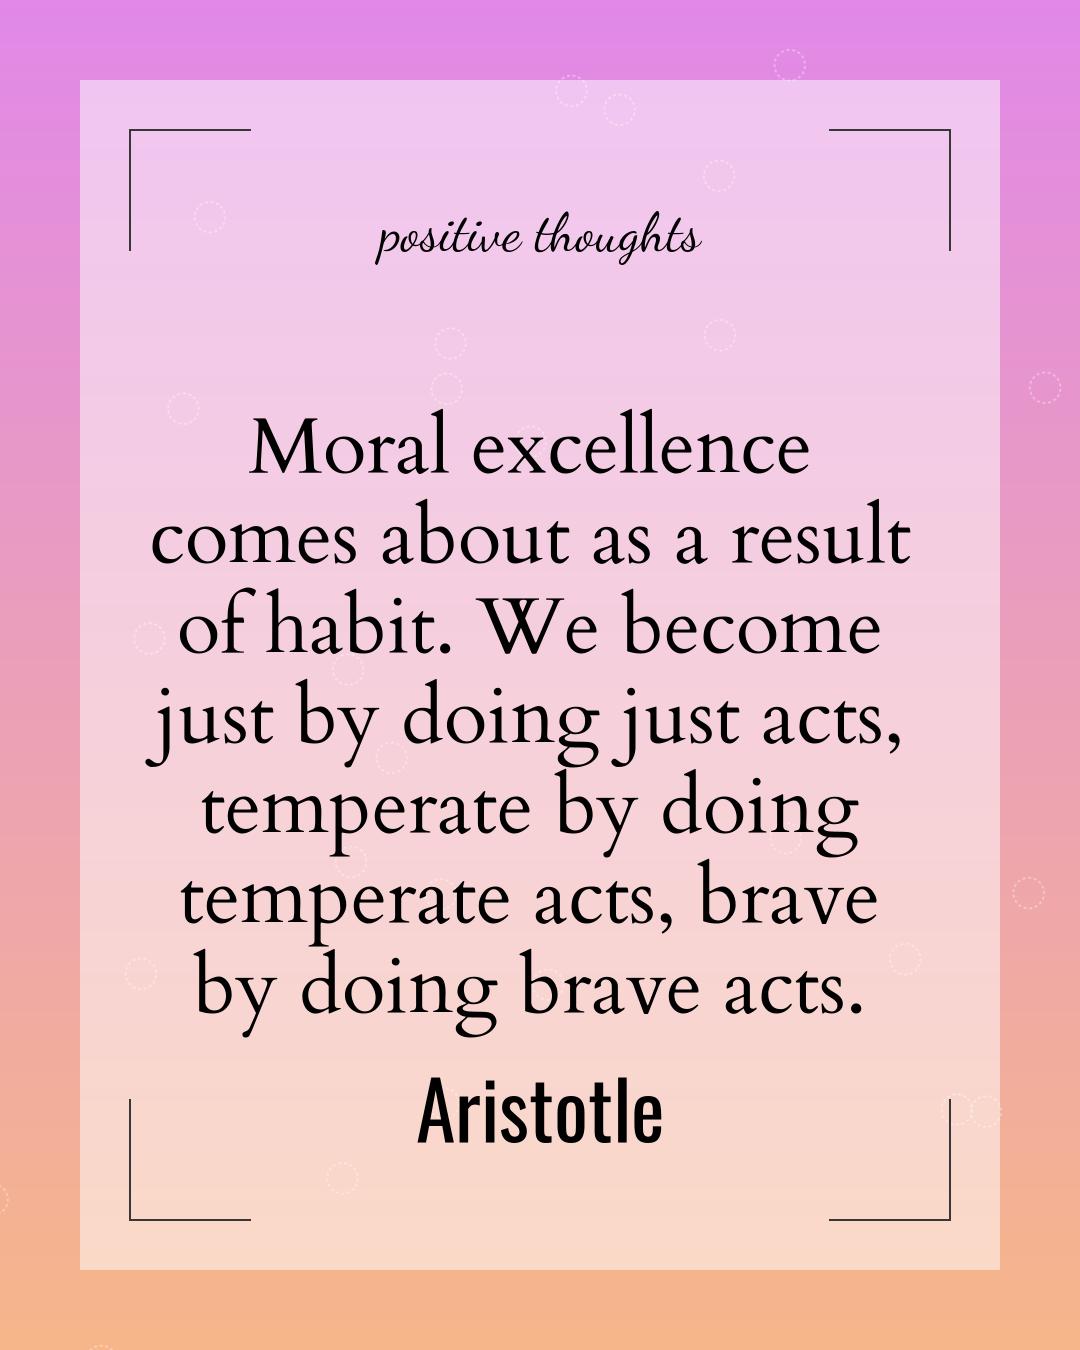 positive thoughts
Moral excellence
comes about as a result
of habit. We become
just by doing just acts,
temperate by doing
temperate acts, brave
by doing brave acts.
Aristotle